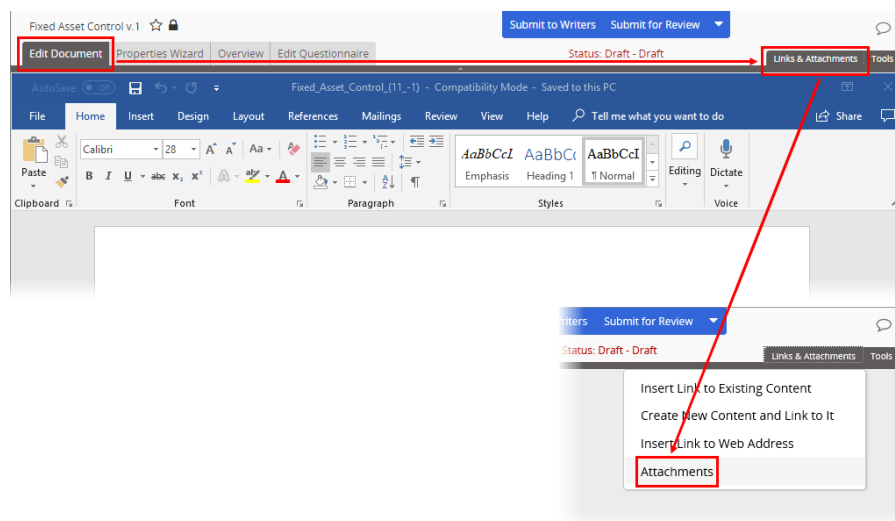 Fixed Asset Control v.1
Submit to Writers Submit for Review
Edit Document Properties Wizard Overview Edit Questionnaire Status: Draft - Draft Links & Attachments Tools
AutoSave Off Fixed_Asset_Control_(11_-1) - Compatibility Mode - Saved to this PC
File Home Insert Design Layout References Mailings Review View Help Tell me what you want to do Share
Calibri 28 A A Aa AaBbCcI AaBbCc AaBbCcI
Paste B I U abc x₂ x² A aby A Emphasis Heading 1 ¶ Normal Editing Dictate
Clipboard Font Paragraph Styles Voice
Submit for Review
Status: Draft - Draft Links & Attachments Tools
Insert Link to Existing Content
Create New Content and Link to It
Insert Link to Web Address
Attachments